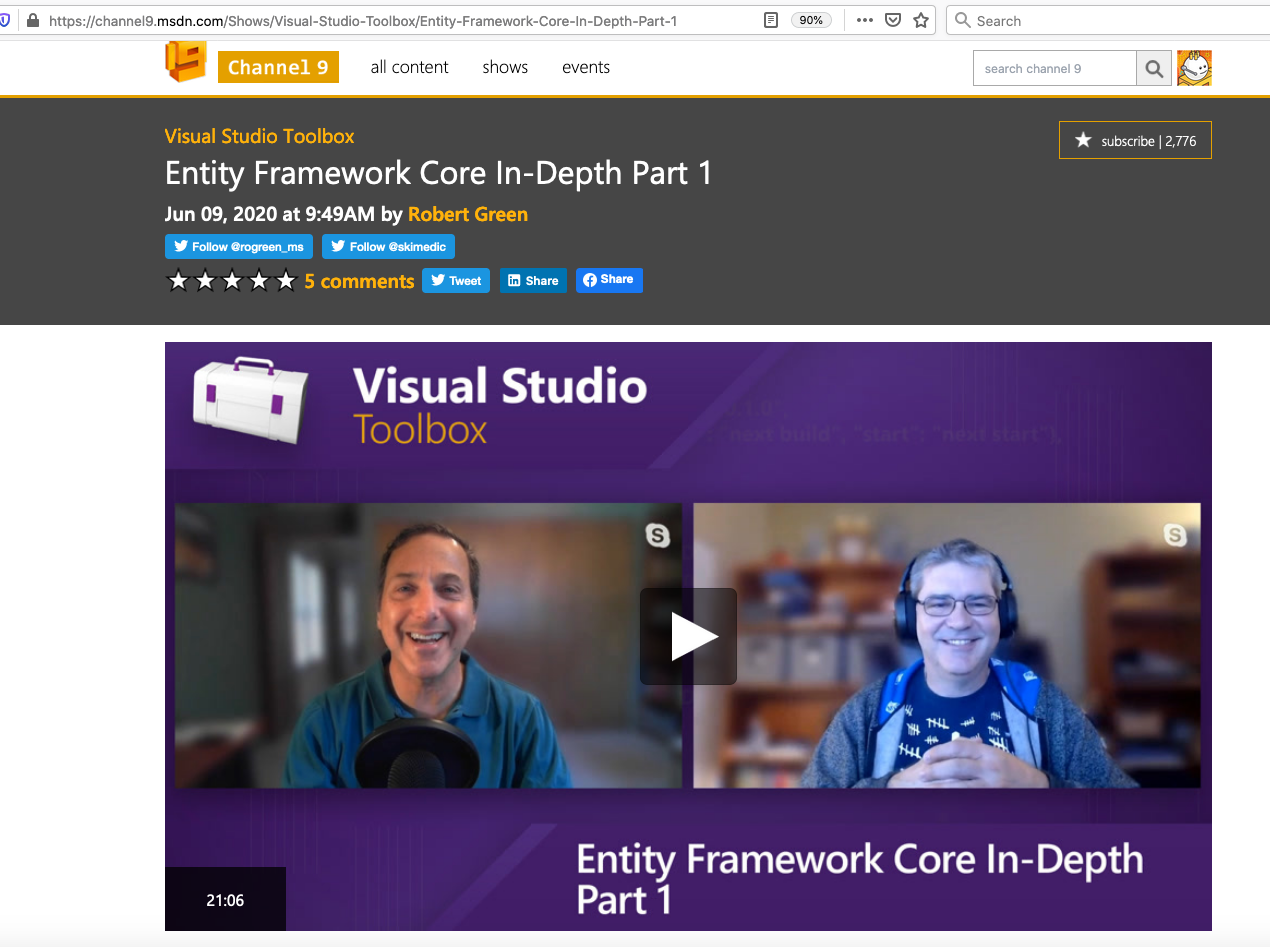 https://channel9.msdn.com/Shows/Visual-Studio-Toolbox/Entity-Framework-Core-In-Depth-Part-1
90%
Search
Channel 9
all content
shows
events
search channel 9
Visual Studio Toolbox
subscribe | 2,776
Entity Framework Core In-Depth Part 1
Jun 09, 2020 at 9:49AM by Robert Green
Follow @rogreen_ms
Follow @skimedic
5 comments
Tweet
Share
Share
Visual Studio
Toolbox
"next build", "start": "next start"},
S
S
Entity Framework Core In-Depth
Part 1
21:06